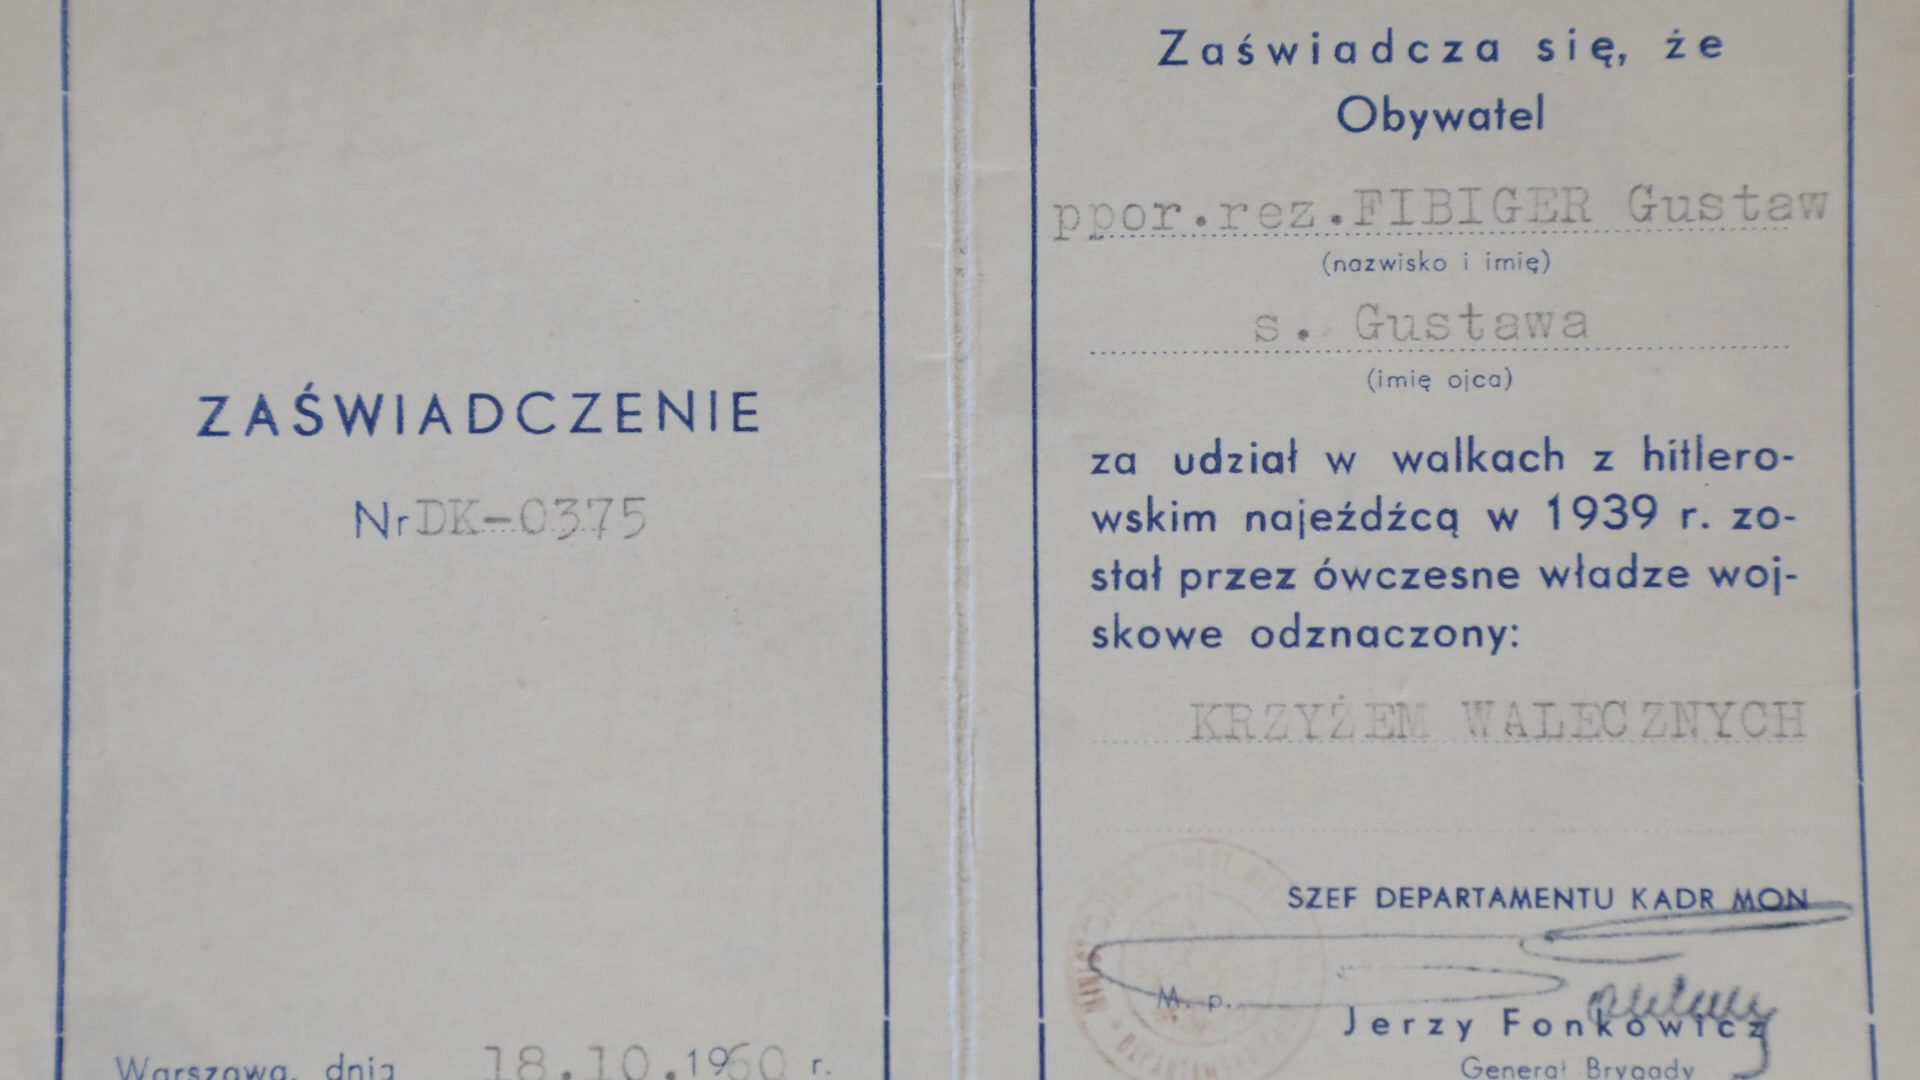 ZAŚWIADCZENIE
Nr DK-0375
Warszawa, dnia 18.10.1960 r.
Zaświadcza się, że
Obywatel
ppor.rez.FIBIGER Gustaw
(nazwisko i imię)
s. Gustawa
(imię ojca)
za udział w walkach z hitlero-
wskim najeźdźcą w 1939 r. zo-
stał przez ówczesne władze woj-
skowe odznaczony:
KRZYŻEM WALECZNYCH
SZEF DEPARTAMENTU KADR MON
M. p.
Jerzy Fonkowicz
Generał Brygady